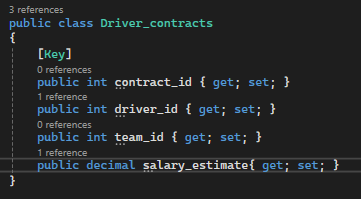 3 references
public class Driver_contracts
{
[Key]
0 references
public int contract_id { get; set; }
1 reference
public int driver_id { get; set; }
0 references
public int team_id { get; set; }
1 reference
public decimal salary_estimate{ get; set; }
}